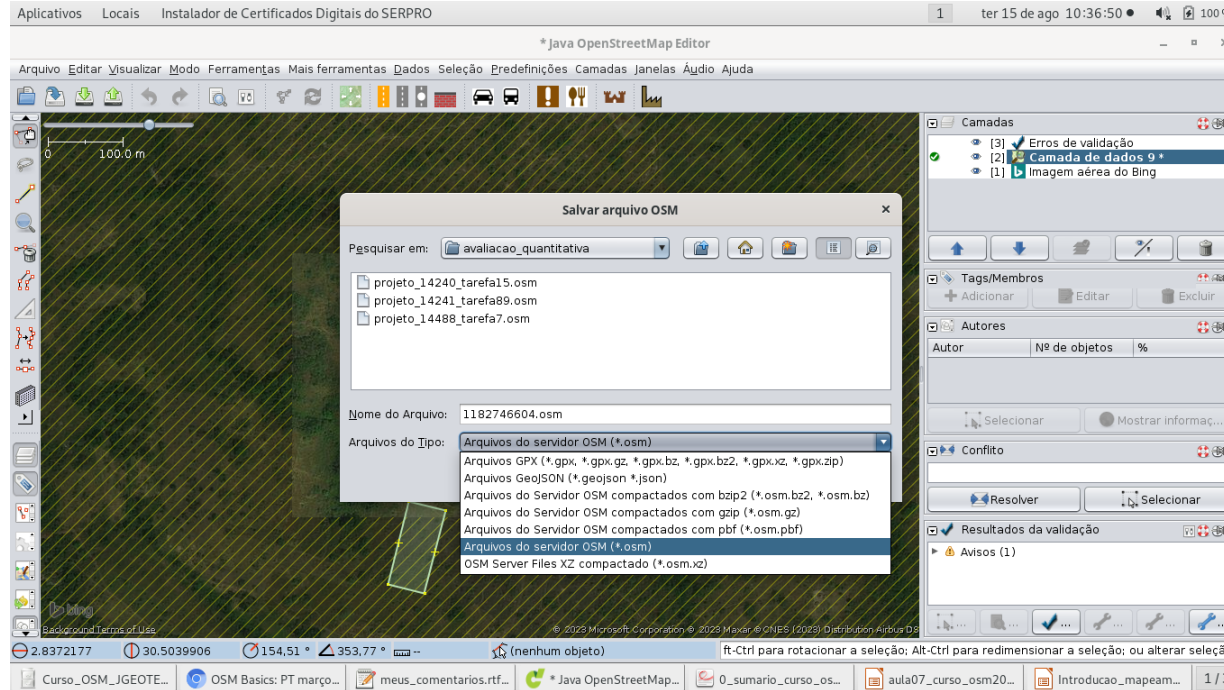 Aplicativos Locais Instalador de Certificados Digitais do SERPRO 1 ter 15 de ago 10:36:50 100%
* Java OpenStreetMap Editor
Arquivo Editar Visualizar Modo Ferramentas Mais ferramentas Dados Seleção Predefinições Camadas Janelas Áudio Ajuda
0 100.0 m
Camadas
[3] Erros de validação
[2] Camada de dados 9 *
[1] Imagem aérea do Bing
Salvar arquivo OSM
Pesquisar em: avaliacao_quantitativa
projeto_14240_tarefa15.osm
projeto_14241_tarefa89.osm
projeto_14488_tarefa7.osm
Nome do Arquivo: 1182746604.osm
Arquivos do Tipo: Arquivos do servidor OSM (*.osm)
Arquivos GPX (*.gpx, *.gpx.gz, *.gpx.bz, *.gpx.bz2, *.gpx.xz, *.gpx.zip)
Arquivos GeoJSON (*.geojson *.json)
Arquivos do Servidor OSM compactados com bzip2 (*.osm.bz2, *.osm.bz)
Arquivos do Servidor OSM compactados com gzip (*.osm.gz)
Arquivos do Servidor OSM compactados com pbf (*.osm.pbf)
Arquivos do servidor OSM (*.osm)
OSM Server Files XZ compactado (*.osm.xz)
Tags/Membros
Adicionar Editar Excluir
Autores
Autor Nº de objetos %
Selecionar Mostrar informaç...
Conflito
Resolver Selecionar
Resultados da validação
Avisos (1)
bing
Background Terms of Use © 2023 Microsoft Corporation © 2023 Maxar © CNES (2023) Distribution Airbus DS
2.8372177 30.5039906 154,51 ° 353,77 ° -- (nenhum objeto) ft-Ctrl para rotacionar a seleção; Alt-Ctrl para redimensionar a seleção; ou alterar seleçã
Curso_OSM_JGEOTE... OSM Basics: PT março... meus_comentarios.rtf... * Java OpenStreetMap... 0_sumario_curso_os... aula07_curso_osm20... Introducao_mapeam... 1/